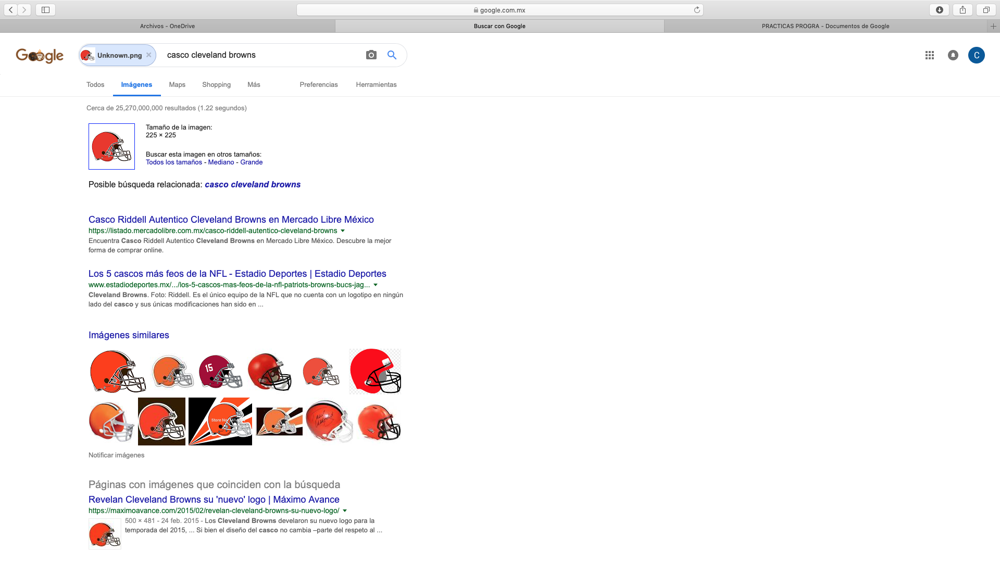 google.com.mx
Archivos - OneDrive
Buscar con Google
PRACTICAS PROGRA - Documentos de Google
Google
Unknown.png
casco cleveland browns
C
Todos
Imágenes
Maps
Shopping
Más
Preferencias
Herramientas
Cerca de 25,270,000,000 resultados (1.22 segundos)
Tamaño de la imagen:
225 × 225
Buscar esta imagen en otros tamaños:
Todos los tamaños - Mediano - Grande
Posible búsqueda relacionada: casco cleveland browns
Casco Riddell Autentico Cleveland Browns en Mercado Libre México
https://listado.mercadolibre.com.mx/casco-riddell-autentico-cleveland-browns
Encuentra Casco Riddell Autentico Cleveland Browns en Mercado Libre México. Descubre la mejor
forma de comprar online.
Los 5 cascos más feos de la NFL - Estadio Deportes | Estadio Deportes
www.estadiodeportes.mx/.../los-5-cascos-mas-feos-de-la-nfl-patriots-browns-bucs-jag...
Cleveland Browns. Foto: Riddell. Es el único equipo de la NFL que no cuenta con un logotipo en ningún
lado del casco y sus únicas modificaciones han sido en ...
Imágenes similares
15
Store No
Notificar imágenes
Páginas con imágenes que coinciden con la búsqueda
Revelan Cleveland Browns su 'nuevo' logo | Máximo Avance
https://maximoavance.com/2015/02/revelan-cleveland-browns-su-nuevo-logo/
500 × 481 - 24 feb. 2015 - Los Cleveland Browns develaron su nuevo logo para la
temporada del 2015, ... Si bien el diseño del casco no cambia –parte del respeto al ...